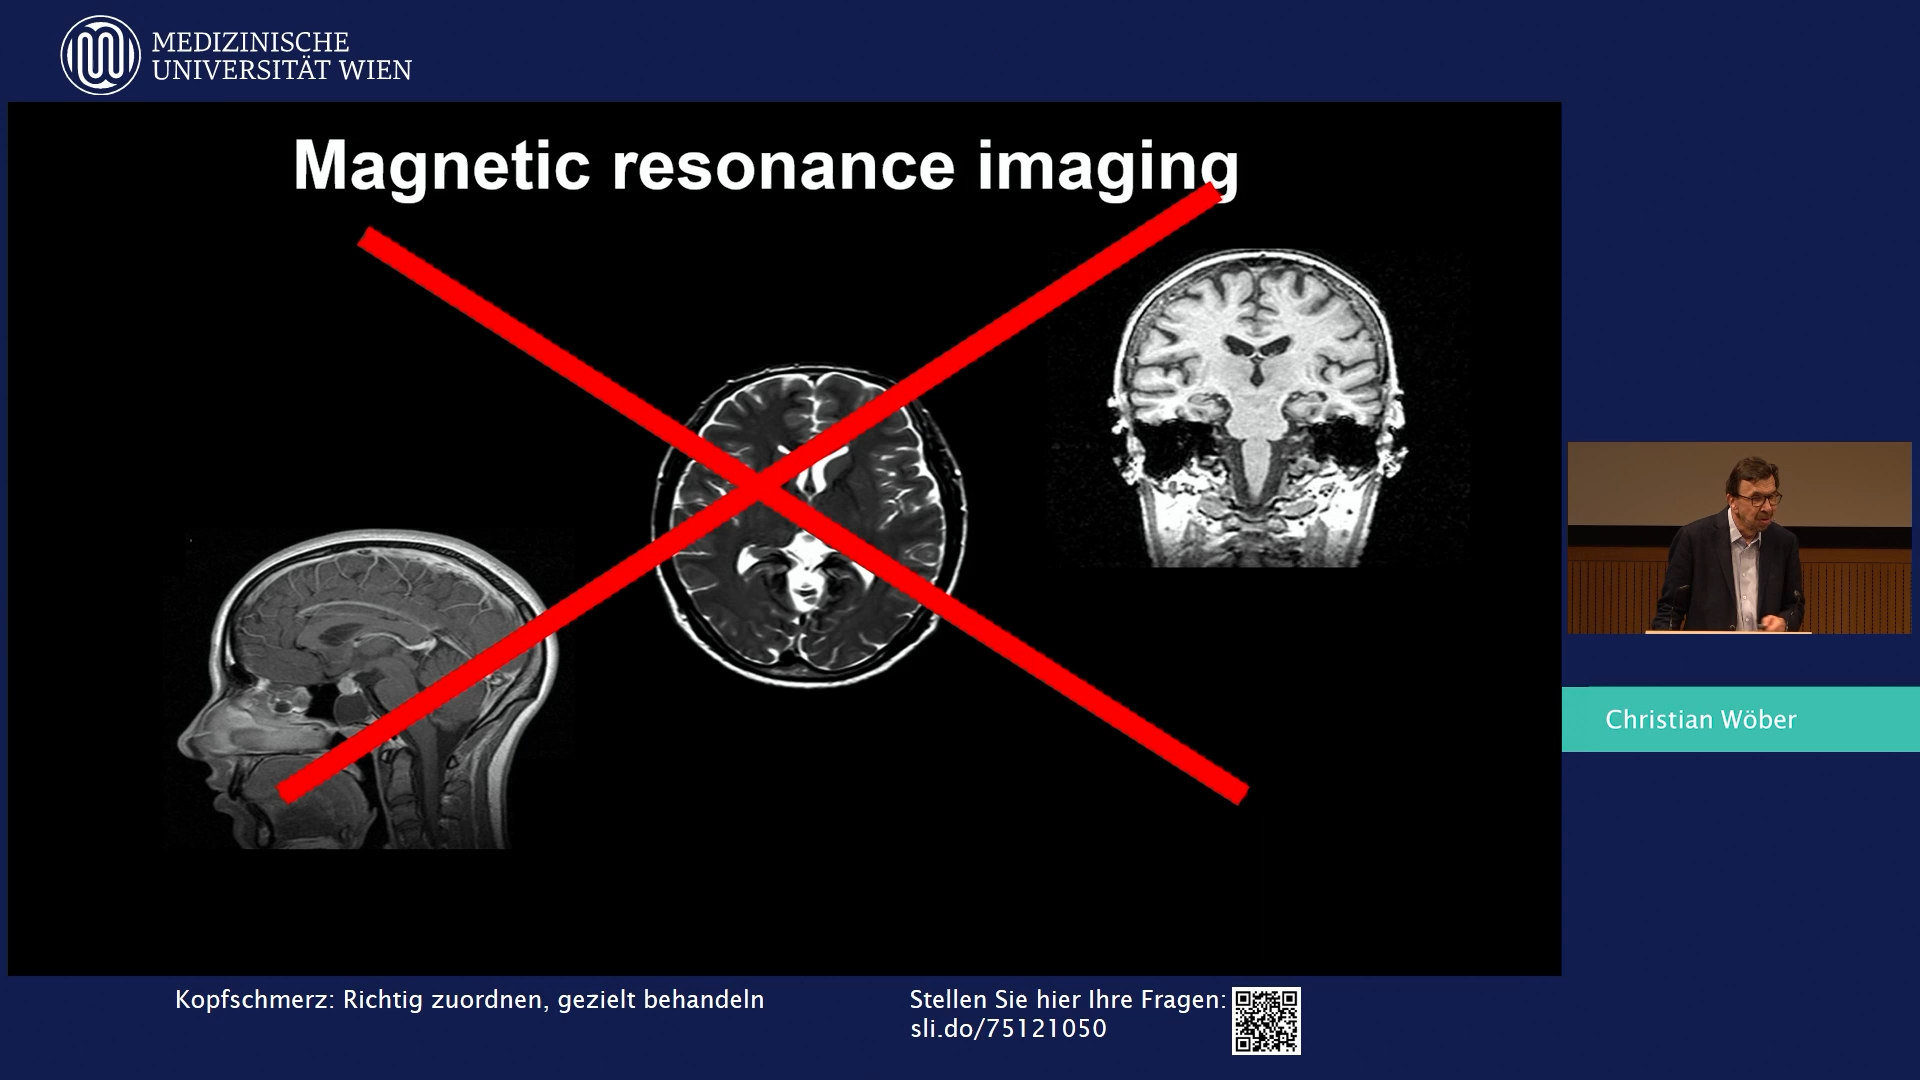 MEDIZINISCHE
UNIVERSITÄT WIEN
Magnetic resonance imaging
Christian Wöber
Kopfschmerz: Richtig zuordnen, gezielt behandeln
Stellen Sie hier Ihre Fragen:
sli.do/75121050